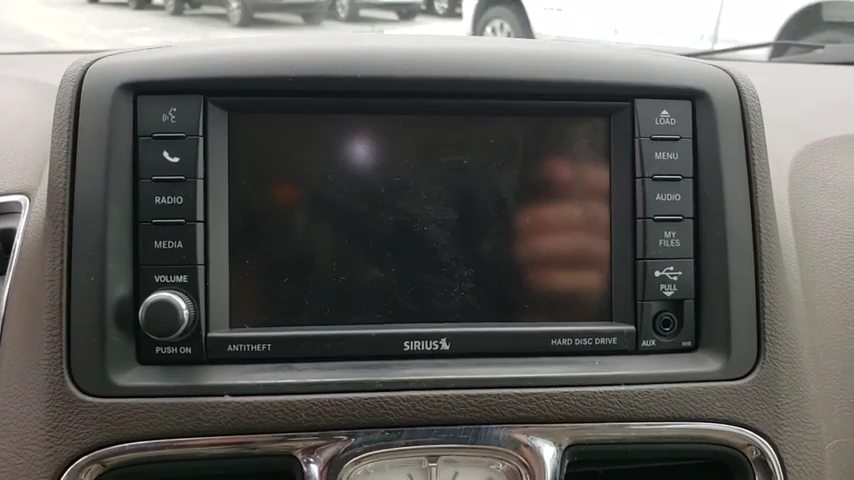 RADIO
MEDIA
VOLUME
PUSH ON
ANTITHEFT
SIRIUS
HARD DISC DRIVE
LOAD
MENU
AUDIO
MY
FILES
PULL
AUX